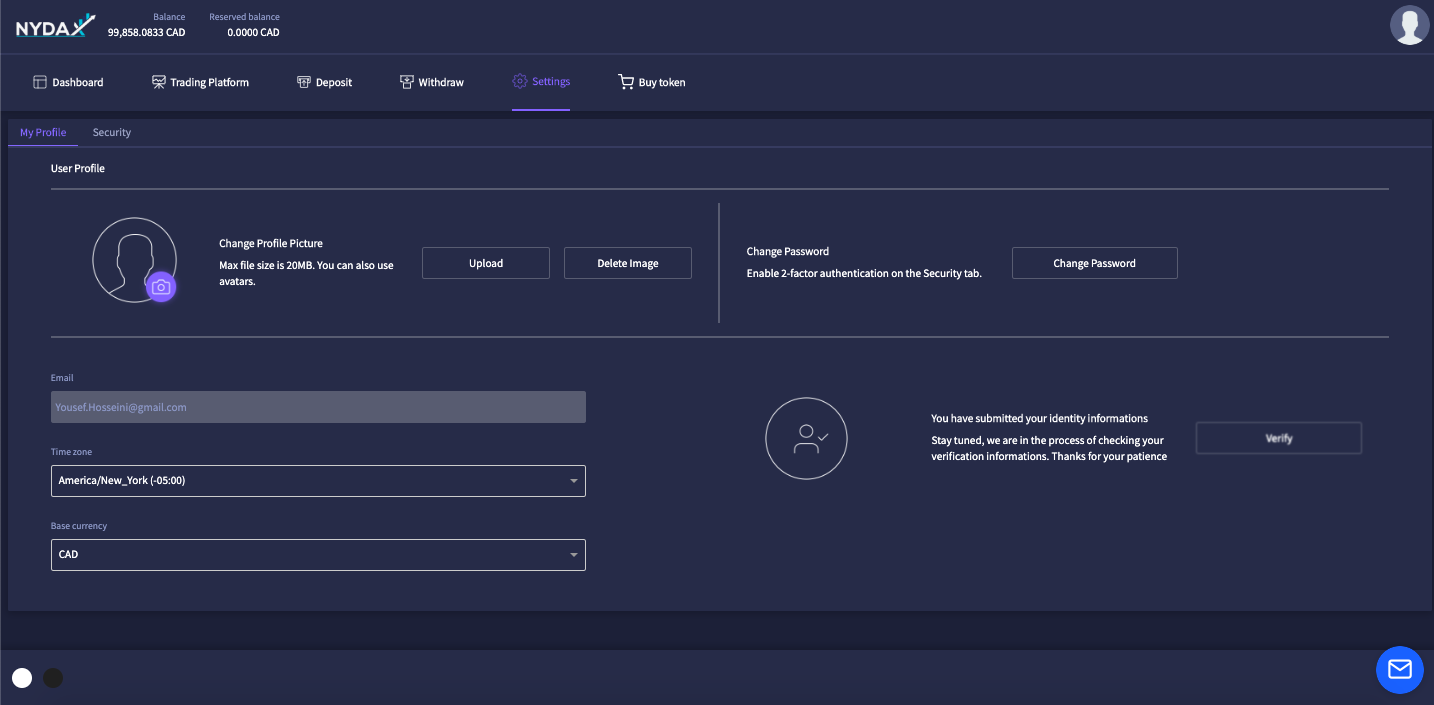 NYDAX
Balance
99,858.0833 CAD
Reserved balance
0.0000 CAD
Dashboard
Trading Platform
Deposit
Withdraw
Settings
Buy token
My Profile
Security
User Profile
Change Profile Picture
Max file size is 20MB. You can also use
avatars.
Upload
Delete Image
Change Password
Enable 2-factor authentication on the Security tab.
Change Password
Email
Yousef.Hosseini@gmail.com
Time zone
America/New_York (-05:00)
Base currency
CAD
You have submitted your identity informations
Stay tuned, we are in the process of checking your
verification informations. Thanks for your patience
Verify